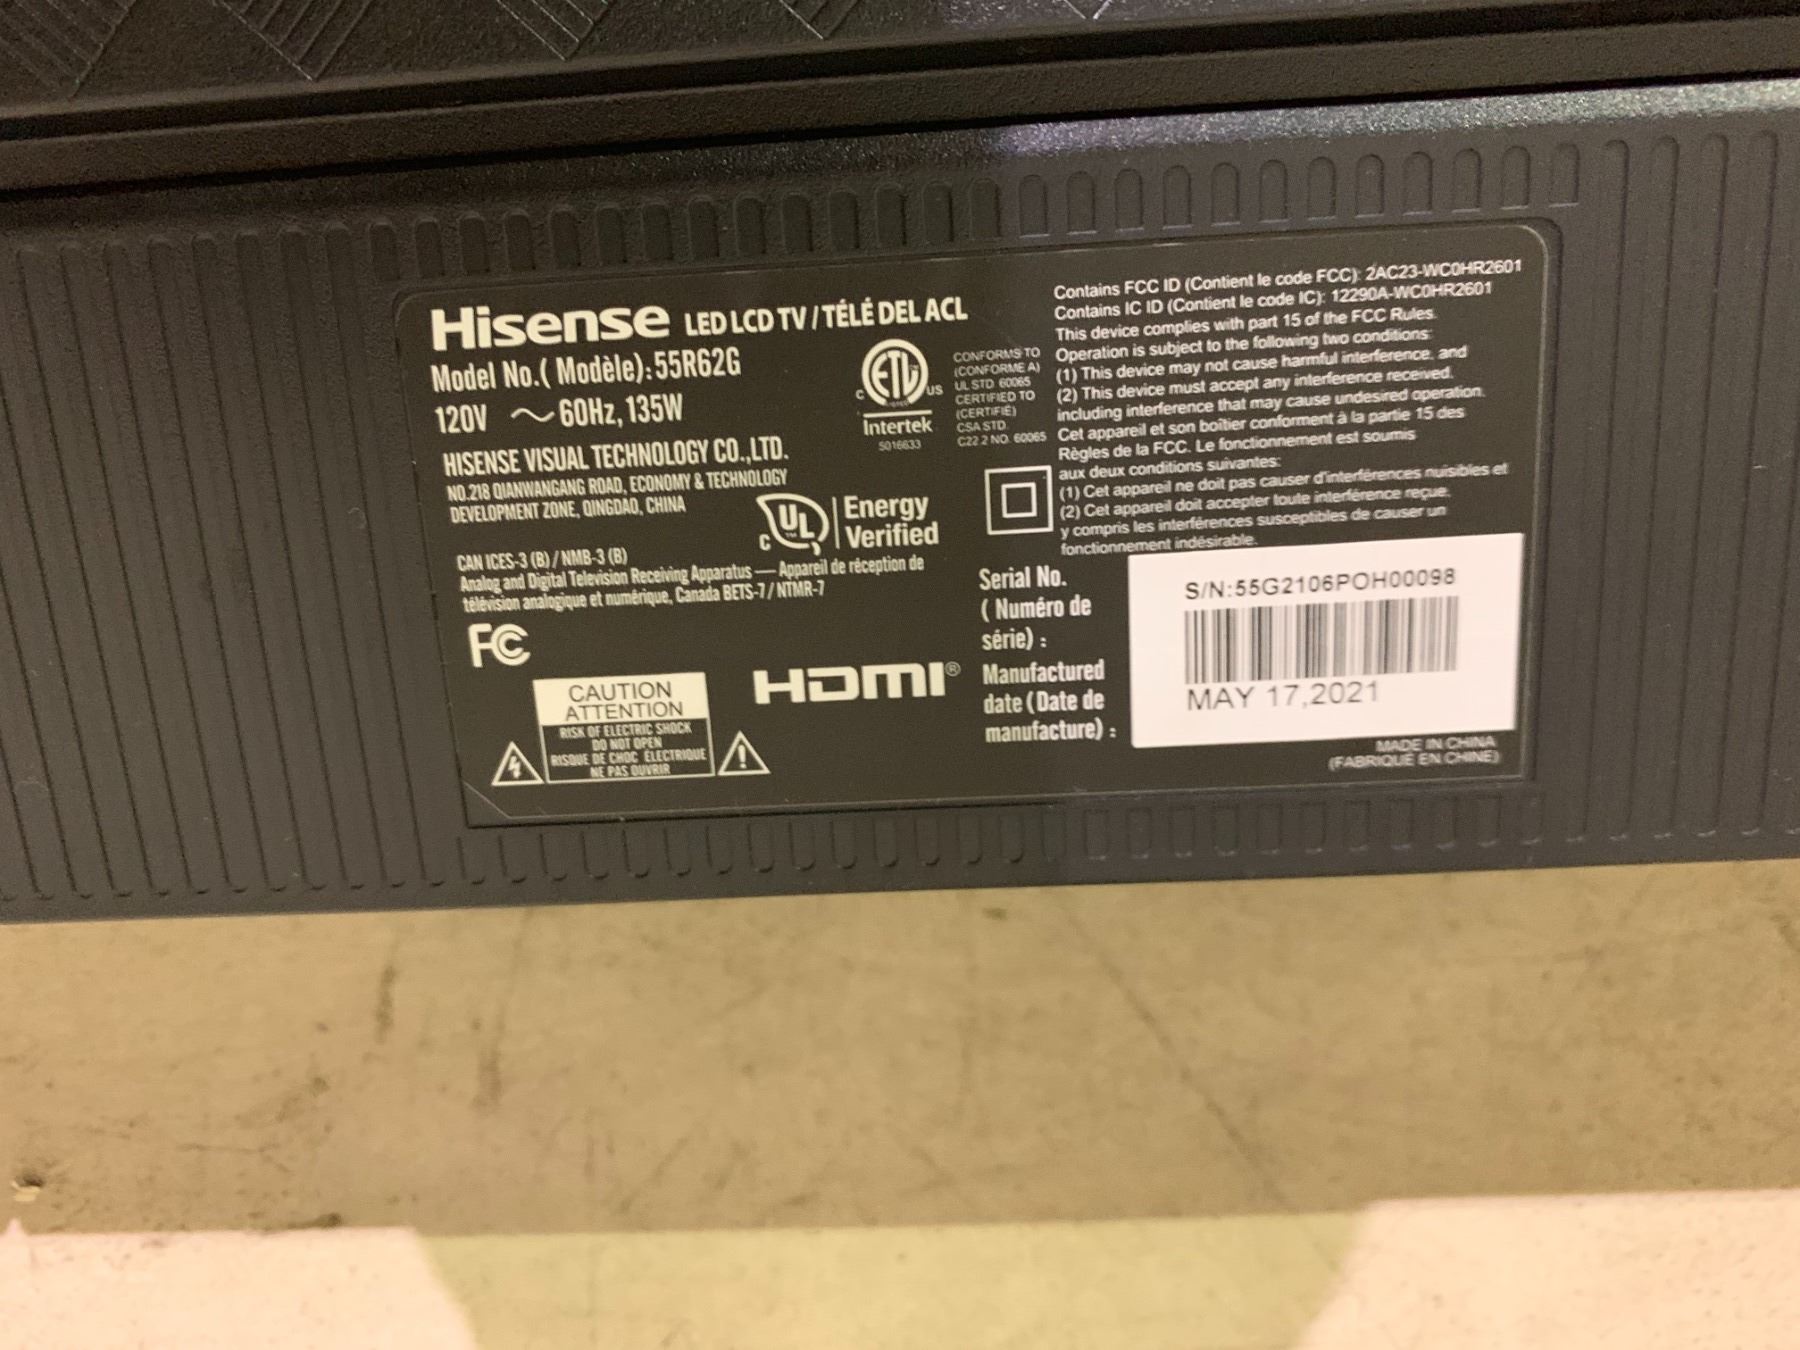 Hisense LED LCD TV / TÉLÉ DEL ACL
Model No.( Modèle): 55R62G
120V ～ 60Hz, 135W
HISENSE VISUAL TECHNOLOGY CO.,LTD.
NO.218 QIANWANGANG ROAD, ECONOMY & TECHNOLOGY
DEVELOPMENT ZONE, QINGDAO, CHINA
CAN ICES-3 (B) / NMB-3 (B)
Analog and Digital Television Receiving Apparatus — Appareil de réception de
télévision analogique et numérique, Canada BETS-7 / NTMR-7
FC
CAUTION
ATTENTION
RISK OF ELECTRIC SHOCK
DO NOT OPEN
RISQUE DE CHOC ELECTRIQUE
NE PAS OUVRIR
C UL
Energy
Verified
HDMI®
C ETL US
Intertek
5016633
CONFORMS TO
(CONFORME A)
UL STD 60065
CERTIFIED TO
(CERTIFIÉ)
CSA STD.
C22 2 NO. 60065
Contains FCC ID (Contient le code FCC): 2AC23-WC0HR2601
Contains IC ID (Contient le code IC): 12290A-WC0HR2601
This device complies with part 15 of the FCC Rules.
Operation is subject to the following two conditions:
(1) This device may not cause harmful interference, and
(2) This device must accept any interference received,
including interference that may cause undesired operation.
Cet appareil et son boîtier conforment à la partie 15 des
Règles de la FCC. Le fonctionnement est soumis
aux deux conditions suivantes:
(1) Cet appareil ne doit pas causer d'interférences nuisibles et
(2) Cet appareil doit accepter toute interférence reçue,
y compris les interférences susceptibles de causer un
fonctionnement indésirable.
Serial No.
( Numéro de
série) :
S/N:55G2106POH00098
Manufactured
date (Date de
manufacture) :
MAY 17,2021
MADE IN CHINA
(FABRIQUE EN CHINE)